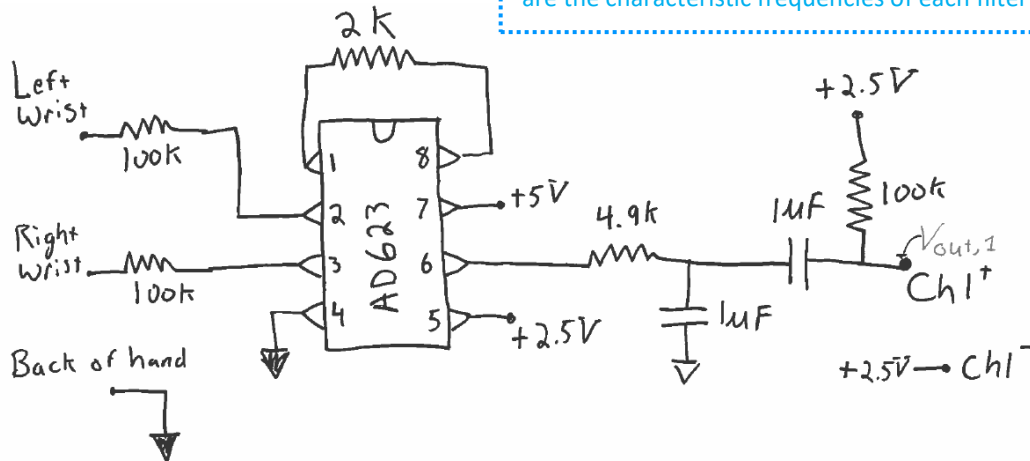 are the characteristic frequencies of each filter
2K
Left
Wrist
100k
Right
Wrist
100k
Back of hand
AD623
1
2
3
4
8
7
6
5
+5V
+2.5V
4.9k
1µF
1µF
+2.5V
100k
Vout,1
Ch1+
+2.5V
Ch1-